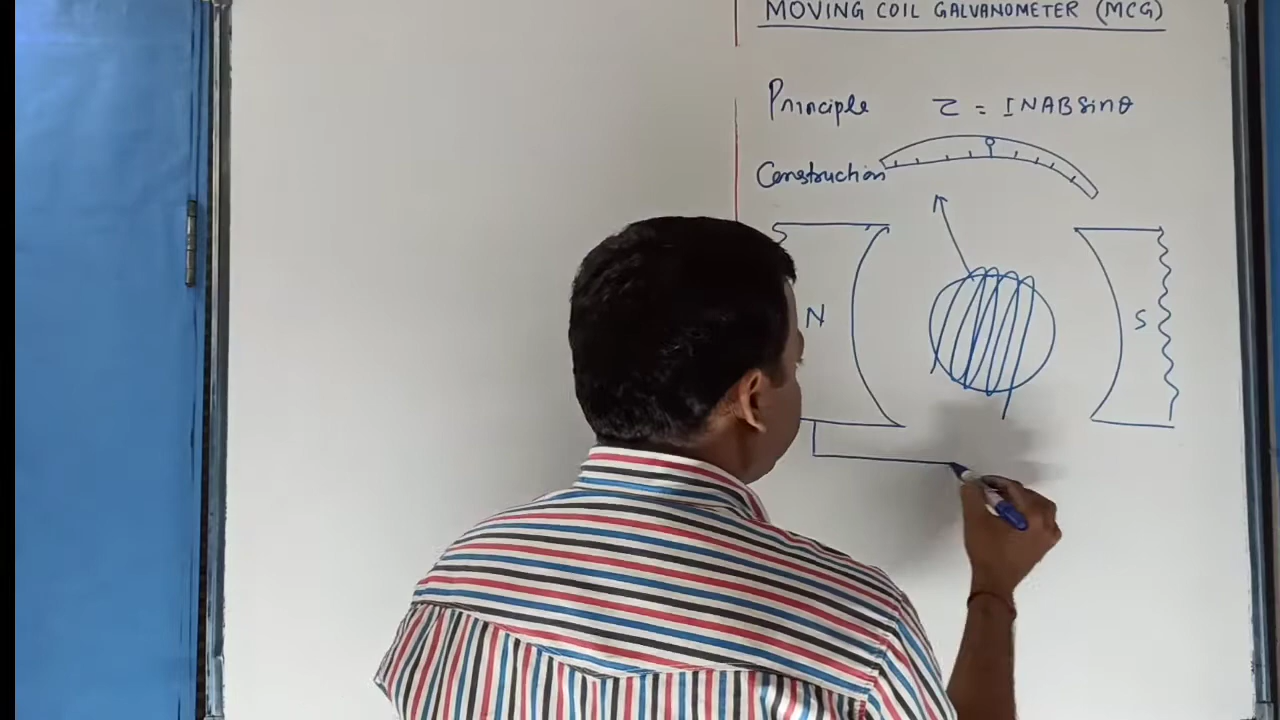 MOVING COIL GALVANOMETER (MCG)
Principle τ = INABsinθ
Construction
N
S